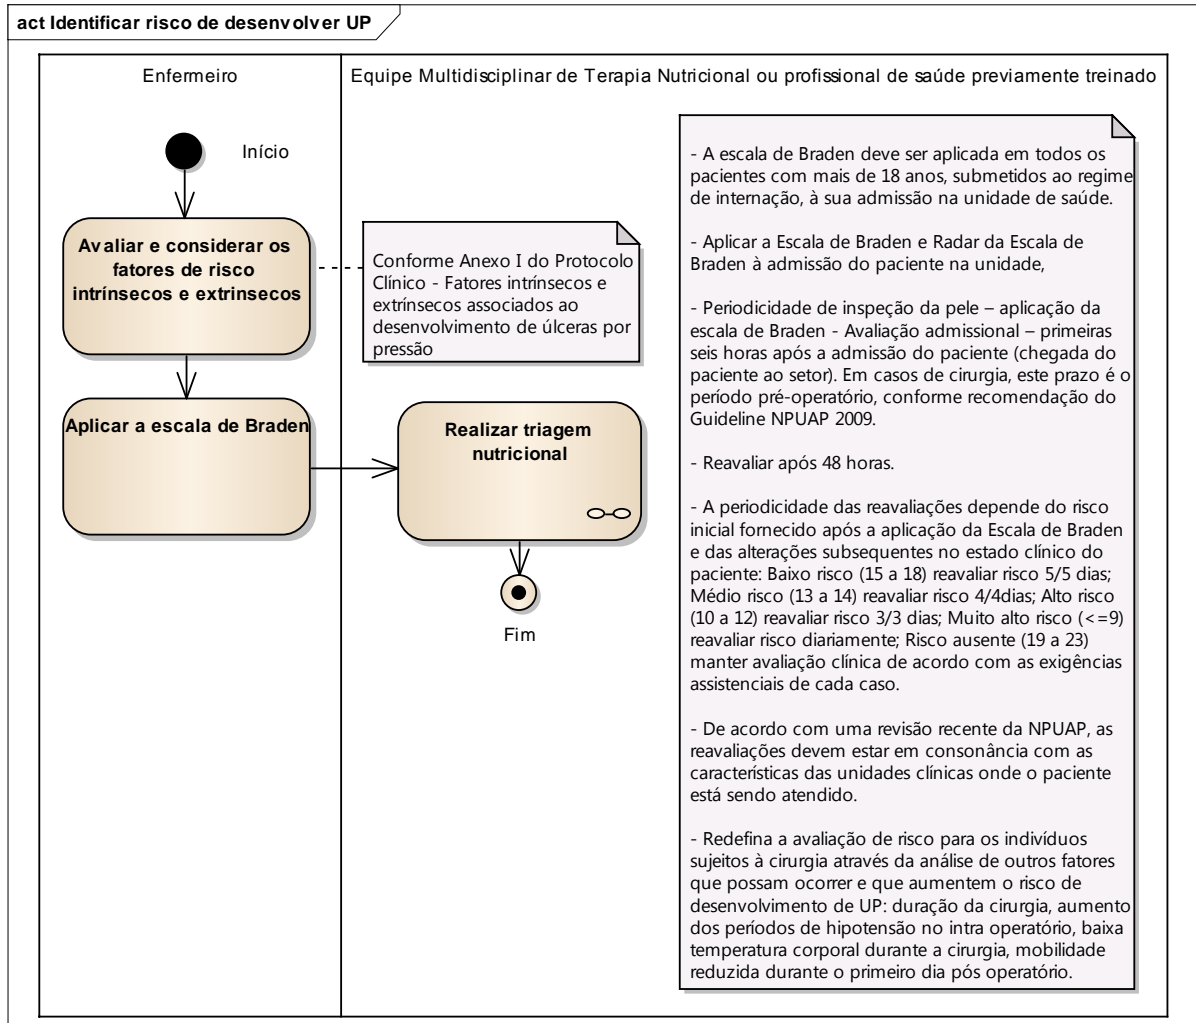 act Identificar risco de desenvolver UP
Enfermeiro
Equipe Multidisciplinar de Terapia Nutricional ou profissional de saúde previamente treinado
Início
Avaliar e considerar os
fatores de risco
intrínsecos e extrinsecos
Conforme Anexo I do Protocolo
Clínico - Fatores intrínsecos e
extrínsecos associados ao
desenvolvimento de úlceras por
pressão
Aplicar a escala de Braden
Realizar triagem
nutricional
Fim
- A escala de Braden deve ser aplicada em todos os
pacientes com mais de 18 anos, submetidos ao regime
de internação, à sua admissão na unidade de saúde.
- Aplicar a Escala de Braden e Radar da Escala de
Braden à admissão do paciente na unidade,
- Periodicidade de inspeção da pele – aplicação da
escala de Braden - Avaliação admissional – primeiras
seis horas após a admissão do paciente (chegada do
paciente ao setor). Em casos de cirurgia, este prazo é o
período pré-operatório, conforme recomendação do
Guideline NPUAP 2009.
- Reavaliar após 48 horas.
- A periodicidade das reavaliações depende do risco
inicial fornecido após a aplicação da Escala de Braden
e das alterações subsequentes no estado clínico do
paciente: Baixo risco (15 a 18) reavaliar risco 5/5 dias;
Médio risco (13 a 14) reavaliar risco 4/4dias; Alto risco
(10 a 12) reavaliar risco 3/3 dias; Muito alto risco (<=9)
reavaliar risco diariamente; Risco ausente (19 a 23)
manter avaliação clínica de acordo com as exigências
assistenciais de cada caso.
- De acordo com uma revisão recente da NPUAP, as
reavaliações devem estar em consonância com as
características das unidades clínicas onde o paciente
está sendo atendido.
- Redefina a avaliação de risco para os indivíduos
sujeitos à cirurgia através da análise de outros fatores
que possam ocorrer e que aumentem o risco de
desenvolvimento de UP: duração da cirurgia, aumento
dos períodos de hipotensão no intra operatório, baixa
temperatura corporal durante a cirurgia, mobilidade
reduzida durante o primeiro dia pós operatório.